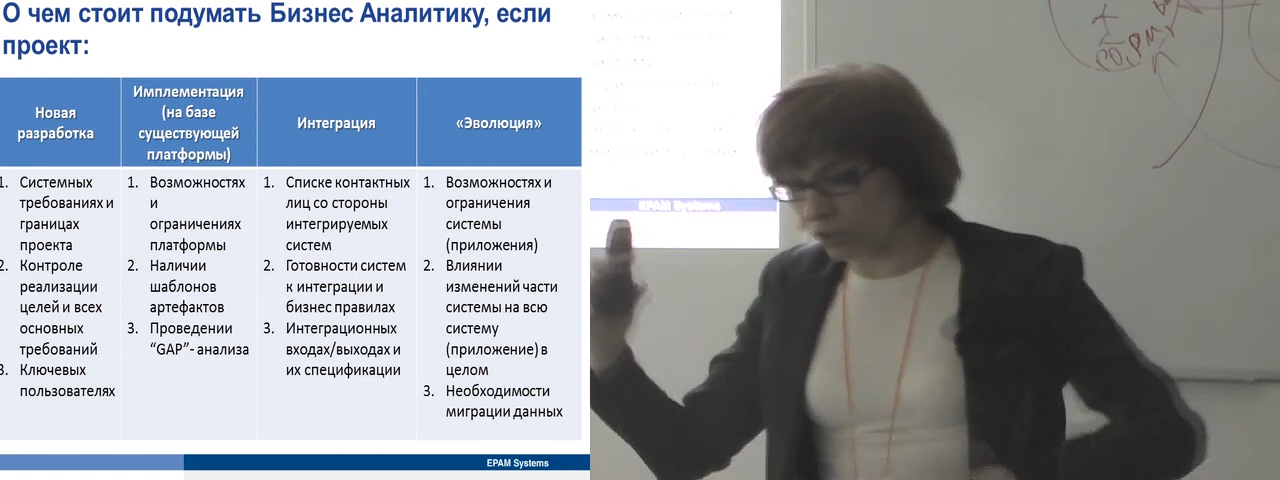 О чем стоит подумать Бизнес Аналитику, если
проект:
Новая
разработка
Имплементация
(на базе
существующей
платформы)
Интеграция
«Эволюция»
1. Системных
требованиях и
границах
проекта
2. Контроле
реализации
целей и всех
основных
требований
3. Ключевых
пользователях
1. Возможностях
и
ограничениях
платформы
2. Наличии
шаблонов
артефактов
3. Проведении
“GAP”- анализа
1. Списке контактных
лиц со стороны
интегрируемых
систем
2. Готовности систем
к интеграции и
бизнес правилах
3. Интеграционных
входах/выходах и
их спецификации
1. Возможностях и
ограничения
системы
(приложения)
2. Влиянии
изменений части
системы на всю
систему
(приложение) в
целом
3. Необходимости
миграции данных
EPAM Systems
EPAM Systems
PO, PM